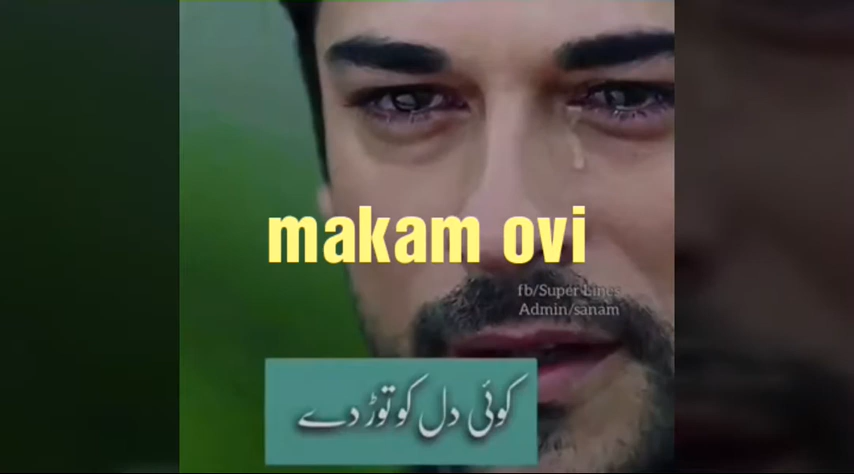 makam ovi
fb/Super Lines
Admin/sanam
کوئی دل کو توڑ دے